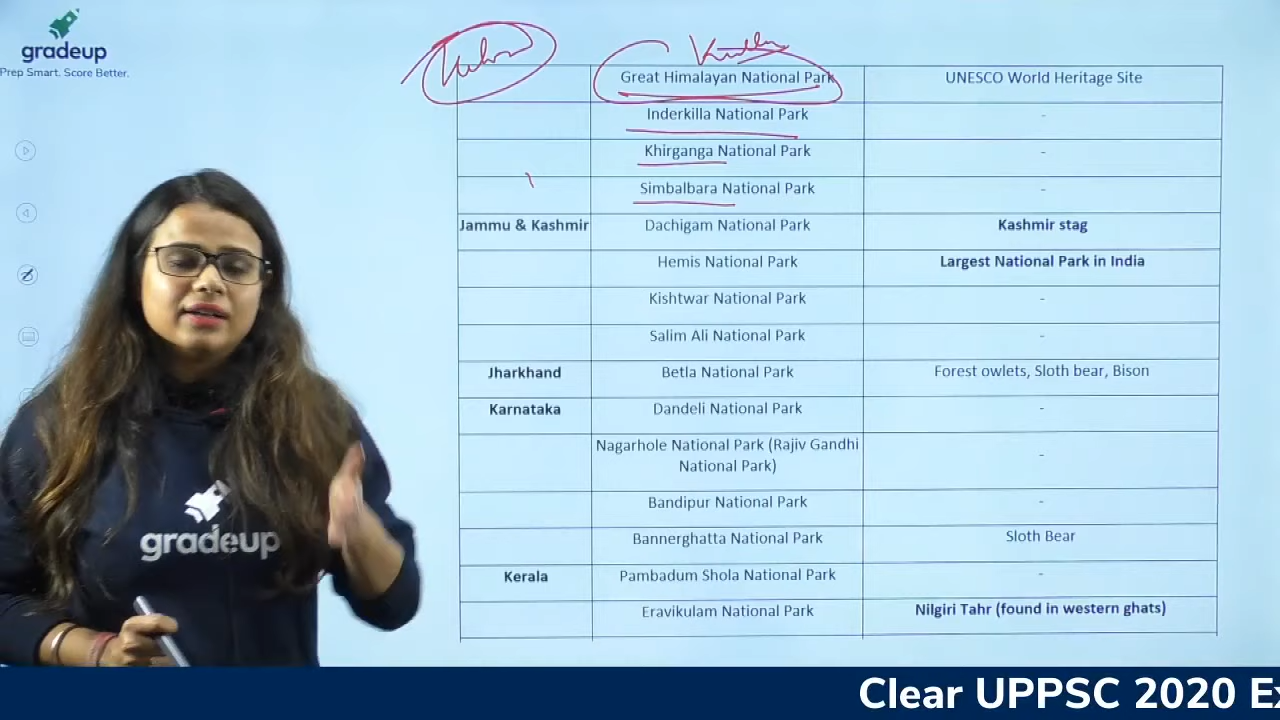 gradeup
Prep Smart. Score Better.
Kullu
Great Himalayan National Park UNESCO World Heritage Site
Inderkilla National Park -
Khirganga National Park -
Simbalbara National Park -
Jammu & Kashmir Dachigam National Park Kashmir stag
Hemis National Park Largest National Park in India
Kishtwar National Park -
Salim Ali National Park -
Jharkhand Betla National Park Forest owlets, Sloth bear, Bison
Karnataka Dandeli National Park -
Nagarhole National Park (Rajiv Gandhi
National Park) -
Bandipur National Park -
Bannerghatta National Park Sloth Bear
Kerala Pambadum Shola National Park -
Eravikulam National Park Nilgiri Tahr (found in western ghats)
gradeup
Clear UPPSC 2020 Ex